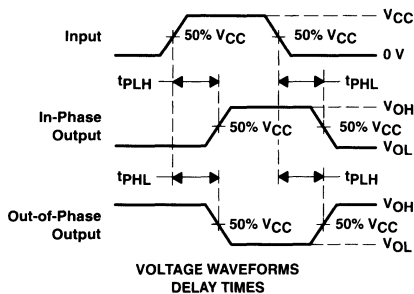 VCC
Input
50% VCC
50% VCC
0 V
tPLH
tPHL
VOH
In-Phase
Output
50% VCC
50% VCC
VOL
tPHL
tPLH
VOH
Out-of-Phase
Output
50% VCC
50% VCC
VOL
VOLTAGE WAVEFORMS
DELAY TIMES